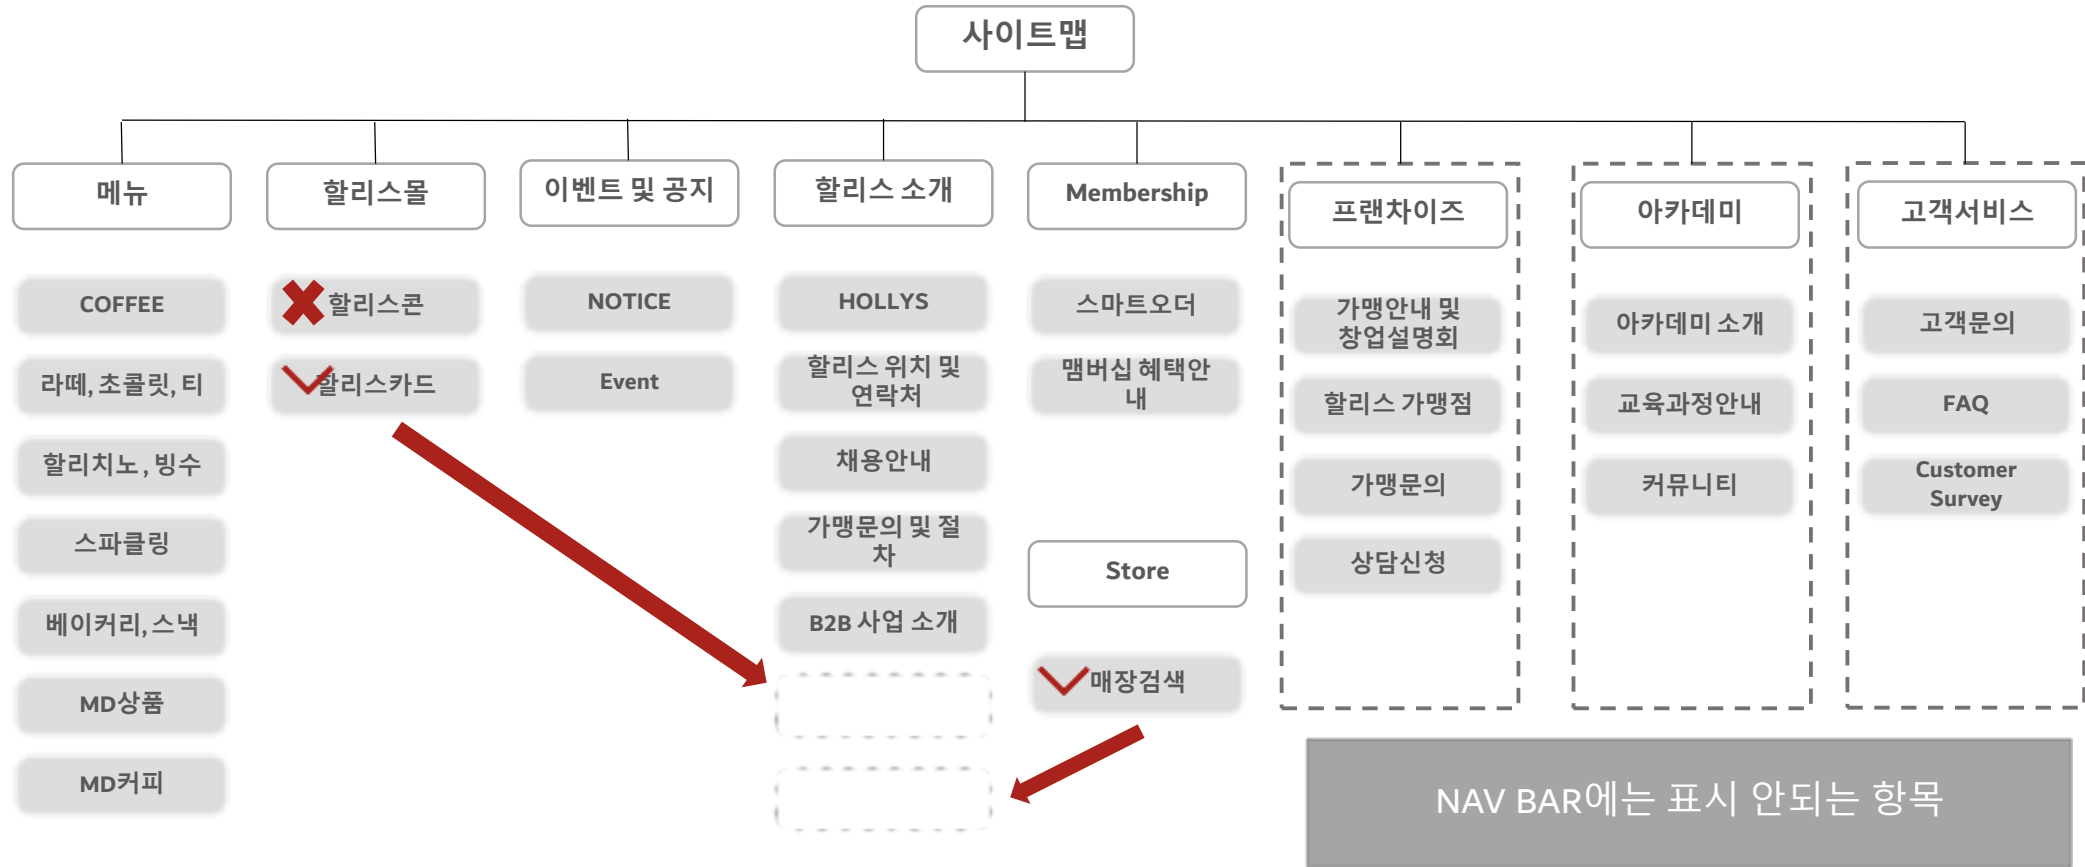 사이트맵
메뉴
할리스몰
이벤트 및 공지
할리스 소개
Membership
프랜차이즈
아카데미
고객서비스
COFFEE
라떼, 초콜릿, 티
할리치노, 빙수
스파클링
베이커리, 스낵
MD상품
MD커피
할리스콘
할리스카드
NOTICE
Event
HOLLYS
할리스 위치 및
연락처
채용안내
가맹문의 및 절
차
B2B 사업 소개
스마트오더
맴버십 혜택안
내
Store
매장검색
가맹안내 및
창업설명회
할리스 가맹점
가맹문의
상담신청
아카데미 소개
교육과정안내
커뮤니티
고객문의
FAQ
Customer
Survey
NAV BAR에는 표시 안되는 항목